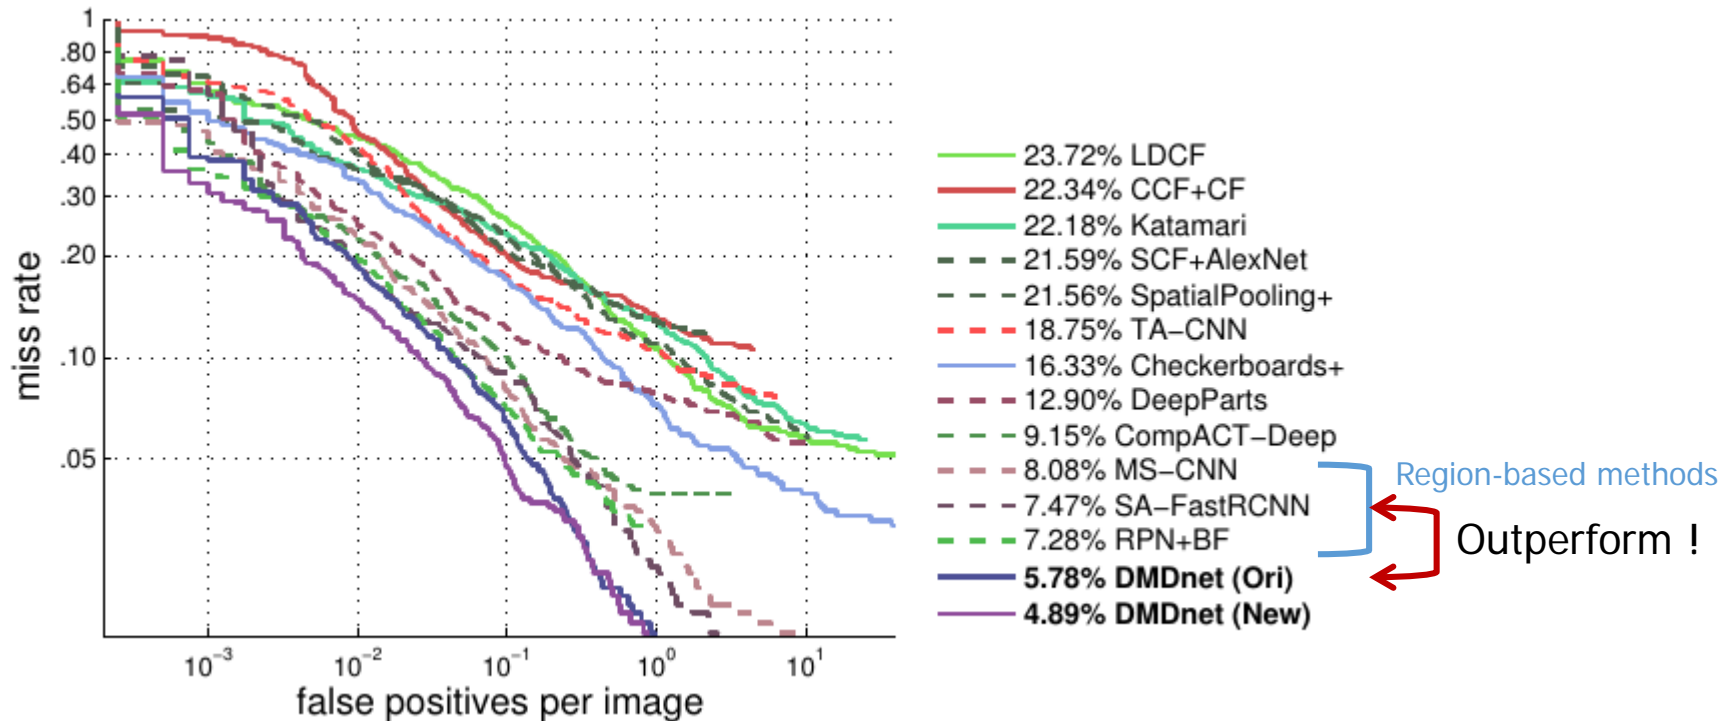 1
.80
.64
.50
.40
.30
.20
.10
.05
miss rate
10⁻³ 10⁻² 10⁻¹ 10⁰ 10¹
false positives per image
23.72% LDCF
22.34% CCF+CF
22.18% Katamari
21.59% SCF+AlexNet
21.56% SpatialPooling+
18.75% TA−CNN
16.33% Checkerboards+
12.90% DeepParts
9.15% CompACT−Deep
8.08% MS−CNN
7.47% SA−FastRCNN
7.28% RPN+BF
5.78% DMDnet (Ori)
4.89% DMDnet (New)
Region-based methods
Outperform !